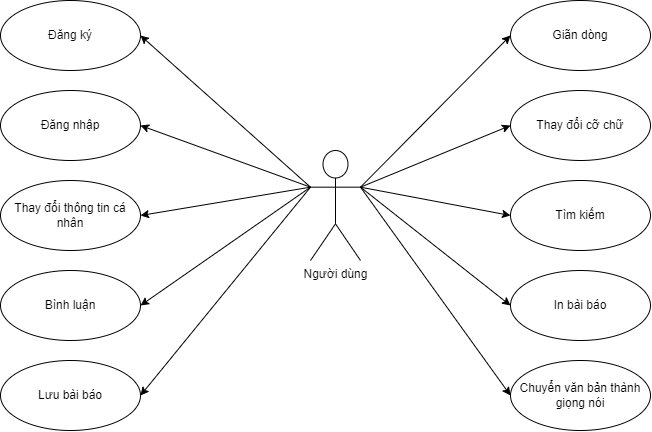 Đăng ký
Đăng nhập
Thay đổi thông tin cá
nhân
Bình luận
Lưu bài báo
Người dùng
Giãn dòng
Thay đổi cỡ chữ
Tìm kiếm
In bài báo
Chuyển văn bản thành
giọng nói